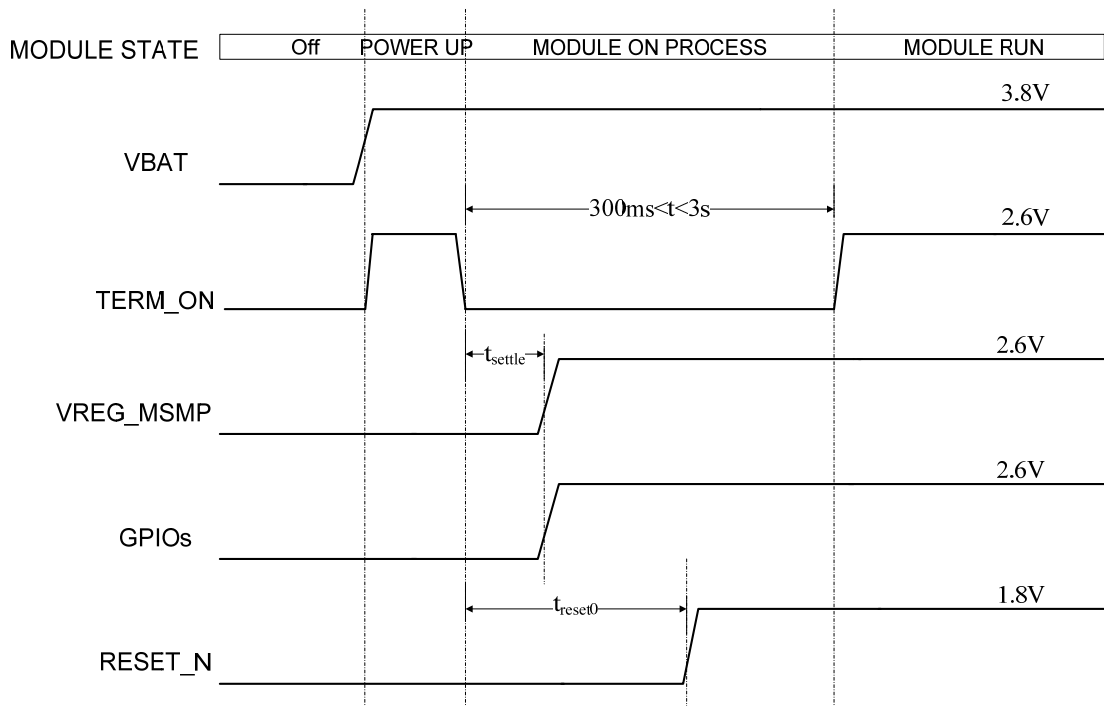 MODULE STATE Off POWER UP MODULE ON PROCESS MODULE RUN
3.8V
VBAT
300ms<t<3s
2.6V
TERM_ON
tsettle
2.6V
VREG_MSMP
2.6V
GPIOs
treset0
1.8V
RESET_N